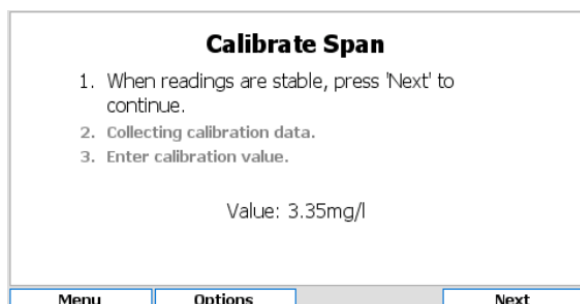 Calibrate Span
1. When readings are stable, press 'Next' to
continue.
2. Collecting calibration data.
3. Enter calibration value.
Value: 3.35mg/l
Menu Options Next